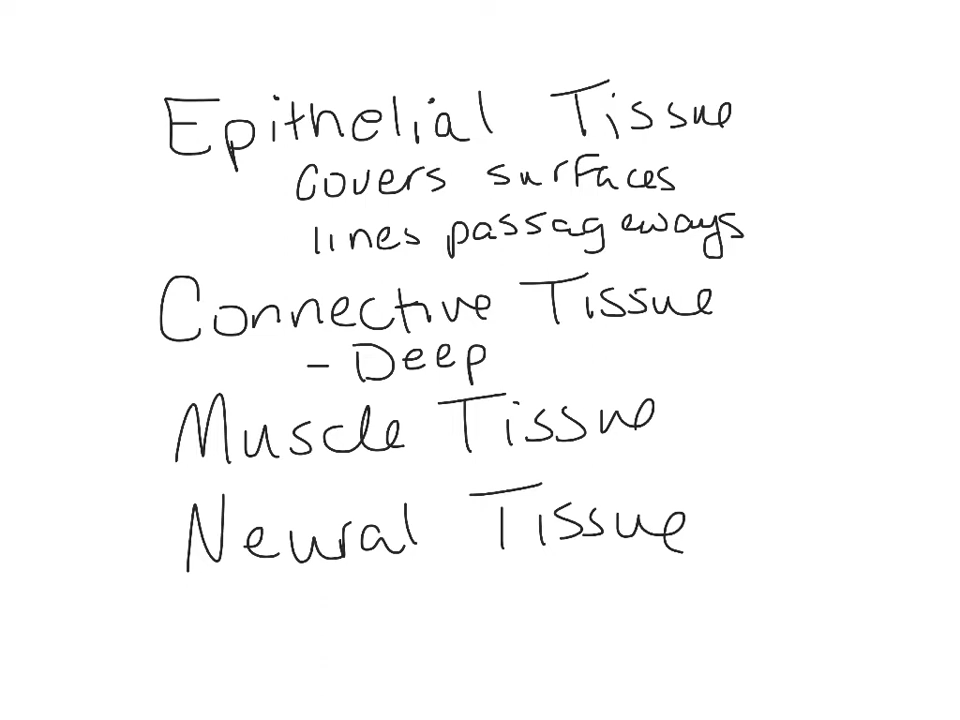 Epithelial Tissue
Covers surfaces
lines passageways
Connective Tissue
- Deep
Muscle Tissue
Neural Tissue